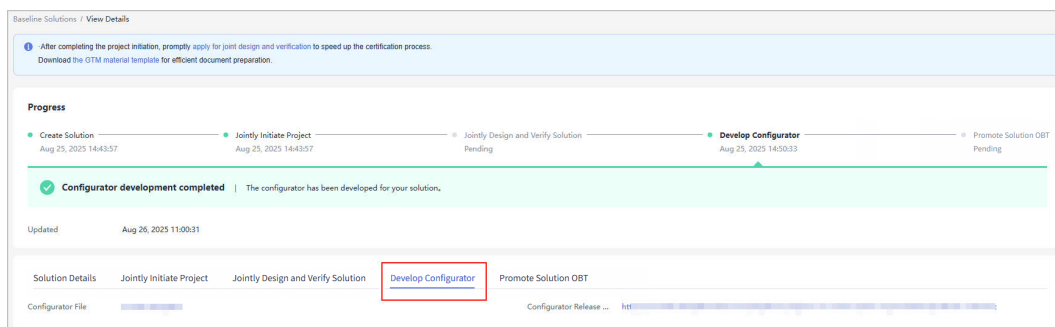 Baseline Solutions / View Details
·After completing the project initiation, promptly apply for joint design and verification to speed up the certification process.
Download the GTM material template for efficient document preparation.
Progress
Create Solution
Jointly Initiate Project
Jointly Design and Verify Solution
Develop Configurator
Promote Solution OBT
Aug 25, 2025 14:43:57
Aug 25, 2025 14:43:57
Pending
Aug 25, 2025 14:50:33
Pending
Configurator development completed | The configurator has been developed for your solution。
Updated Aug 26, 2025 11:00:31
Solution Details Jointly Initiate Project Jointly Design and Verify Solution Develop Configurator Promote Solution OBT
Configurator File
Configurator Release ...